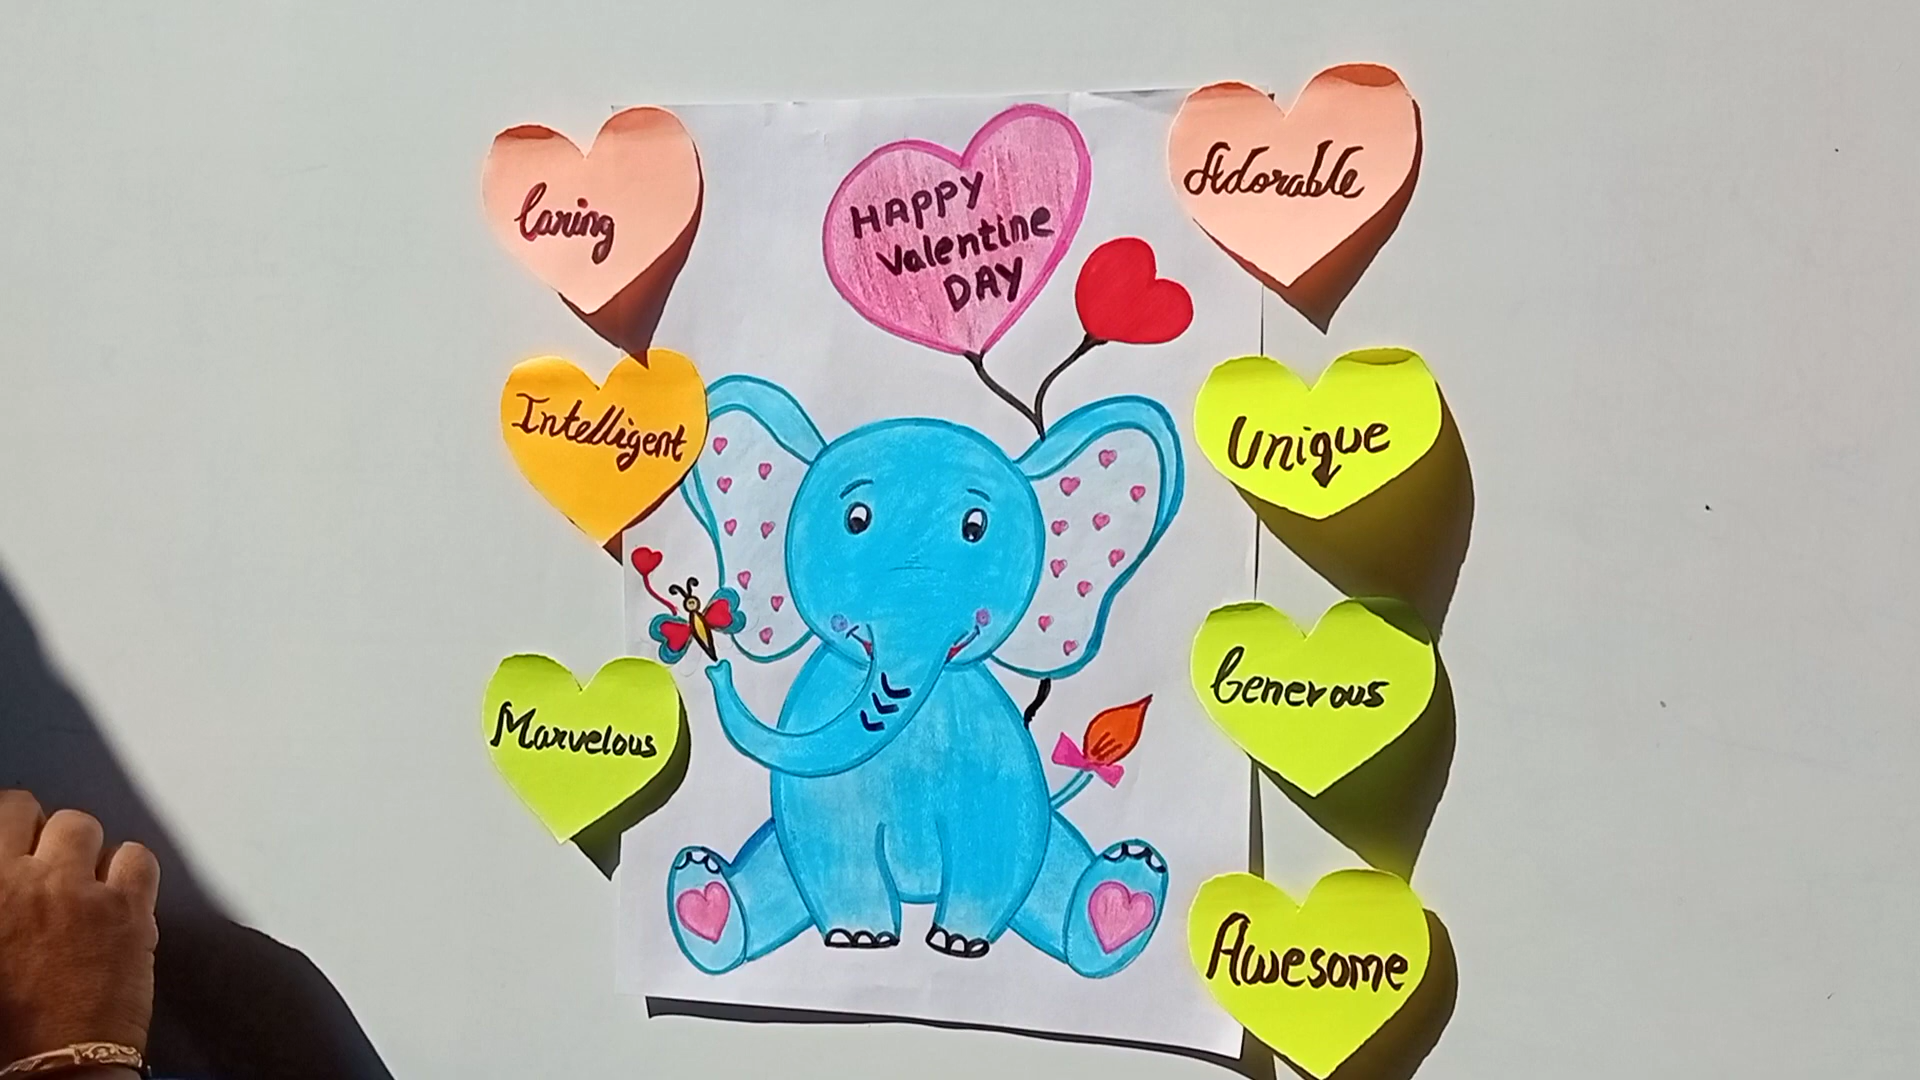 Caring
Adorable
HAPPY
Valentine
DAY
Intelligent
Unique
Marvelous
Generous
Awesome